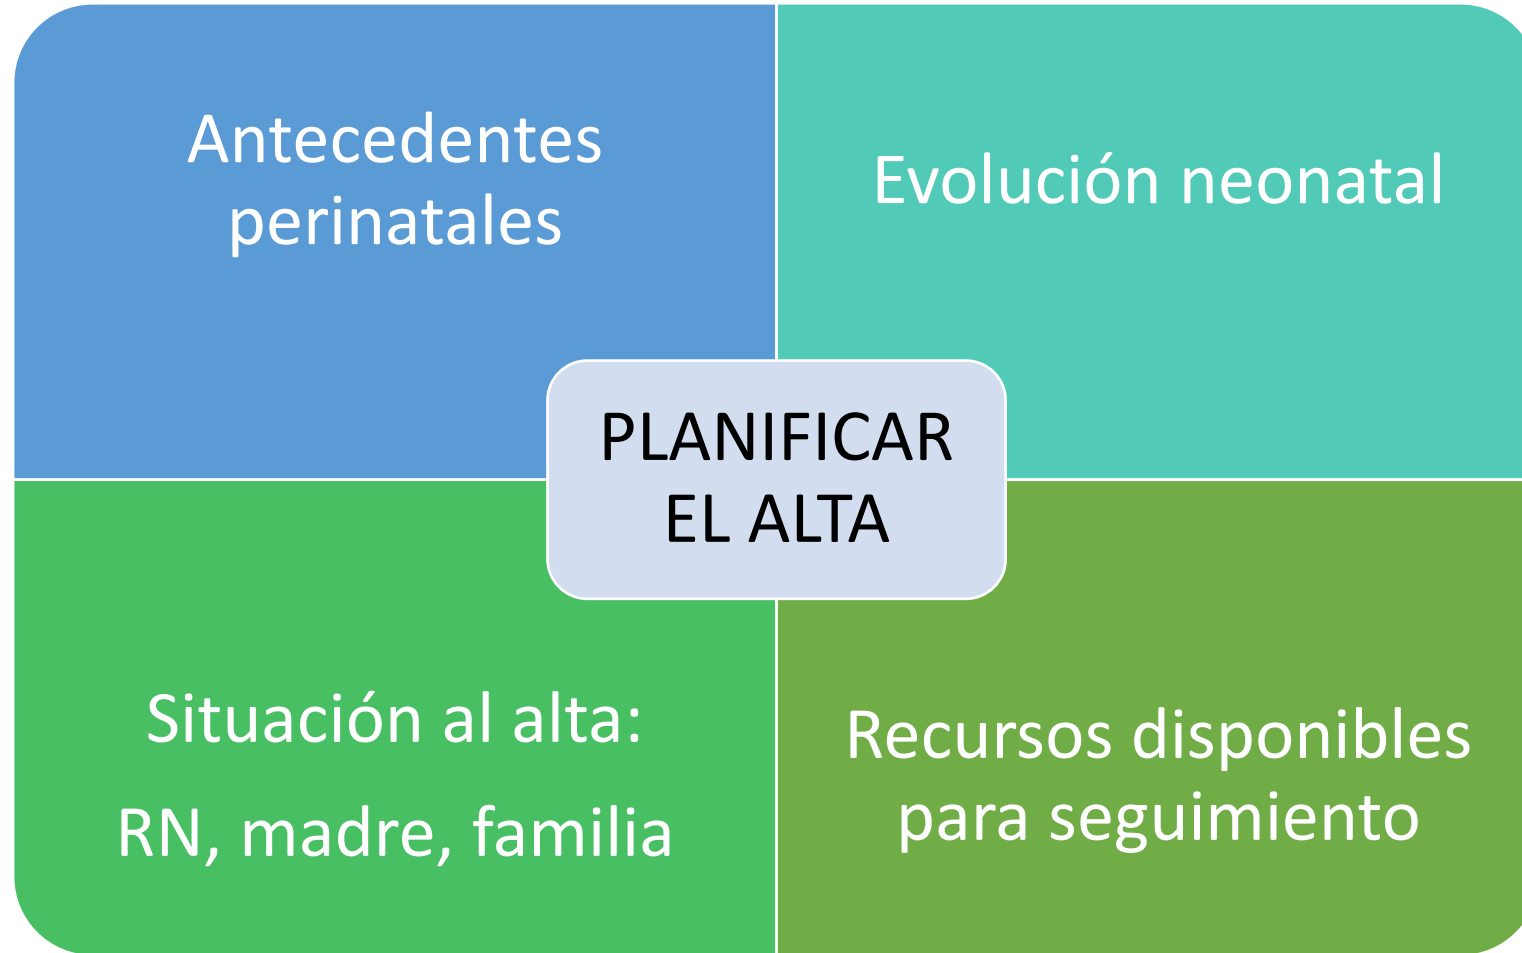 Antecedentes
perinatales
Evolución neonatal
PLANIFICAR
EL ALTA
Situación al alta:
RN, madre, familia
Recursos disponibles
para seguimiento